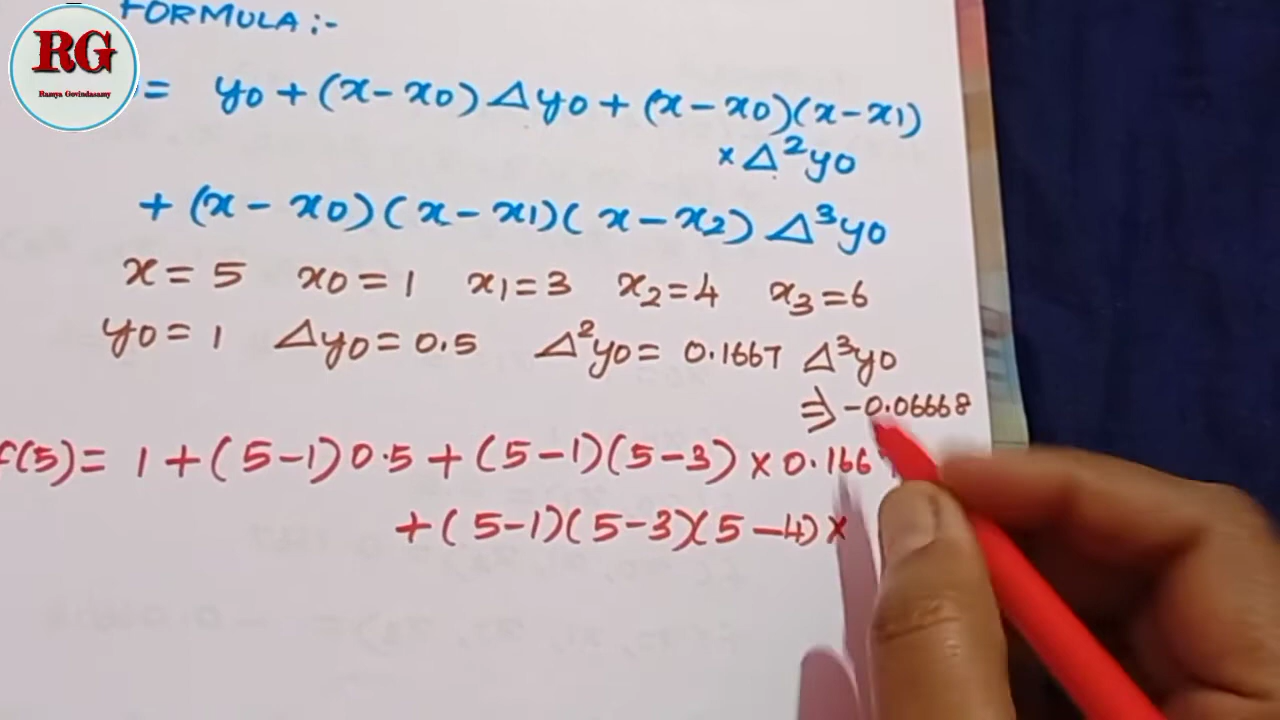 RG
Ramya Govindasamy
FORMULA :-
= y0 + (x - x0) Δy0 + (x - x0)(x - x1)
× Δ²y0
+ (x - x0)(x - x1)(x - x2) Δ³y0
x = 5 x0 = 1 x1 = 3 x2 = 4 x3 = 6
y0 = 1 Δy0 = 0.5 Δ²y0 = 0.1667 Δ³y0
⇒ -0.06668
f(5) = 1 + (5-1) 0.5 + (5-1)(5-3) × 0.166
+ (5-1)(5-3)(5-4) ×